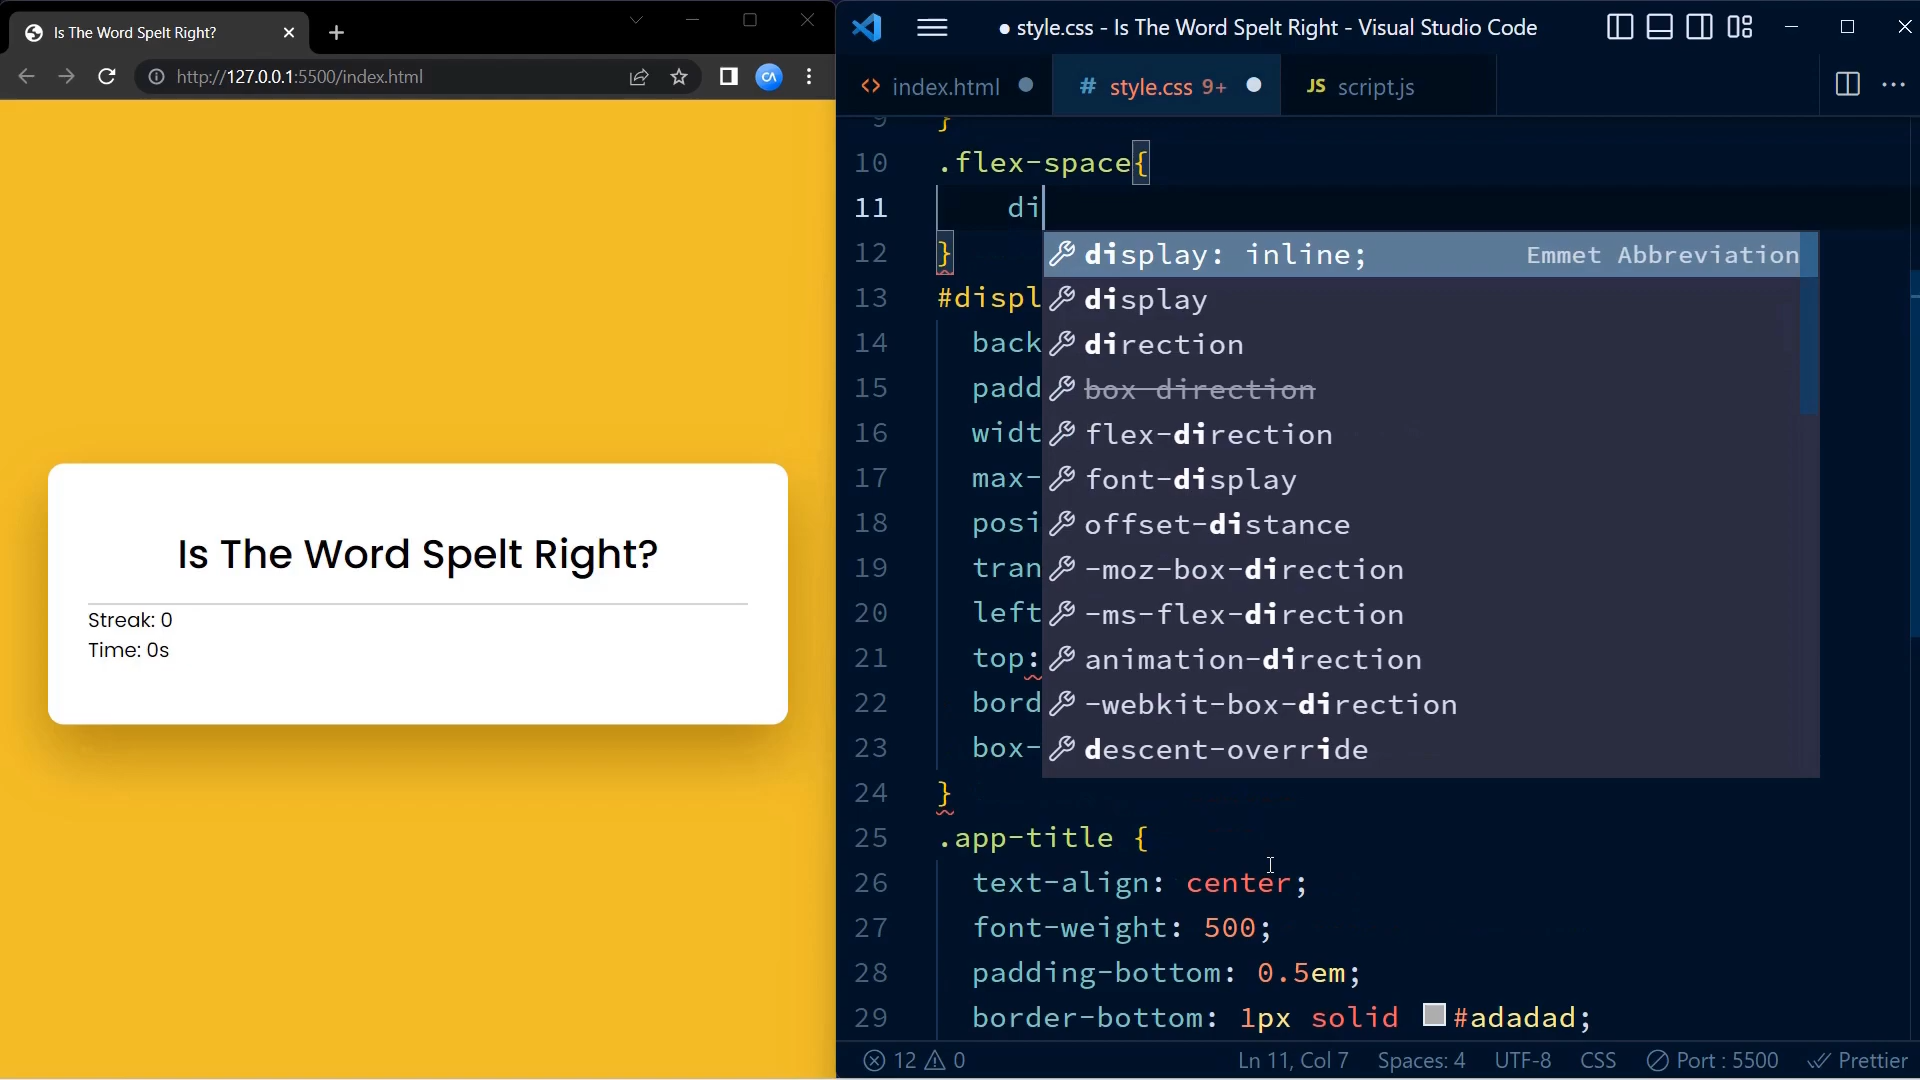 Is The Word Spelt Right?
http://127.0.0.1:5500/index.html
CA
Is The Word Spelt Right?
Streak: 0
Time: 0s
● style.css - Is The Word Spelt Right - Visual Studio Code
<> index.html
# style.css 9+
JS script.js
9 }
10 .flex-space{
11 di
12 }
13 #displ
14 back
15 padd
16 widt
17 max-
18 posi
19 tran
20 left
21 top:
22 bord
23 box-
24 }
25 .app-title {
26 text-align: center;
27 font-weight: 500;
28 padding-bottom: 0.5em;
29 border-bottom: 1px solid #adadad;
display: inline; Emmet Abbreviation
display
direction
box-direction
flex-direction
font-display
offset-distance
-moz-box-direction
-ms-flex-direction
animation-direction
-webkit-box-direction
descent-override
12 0 Ln 11, Col 7 Spaces: 4 UTF-8 CSS Port : 5500 Prettier